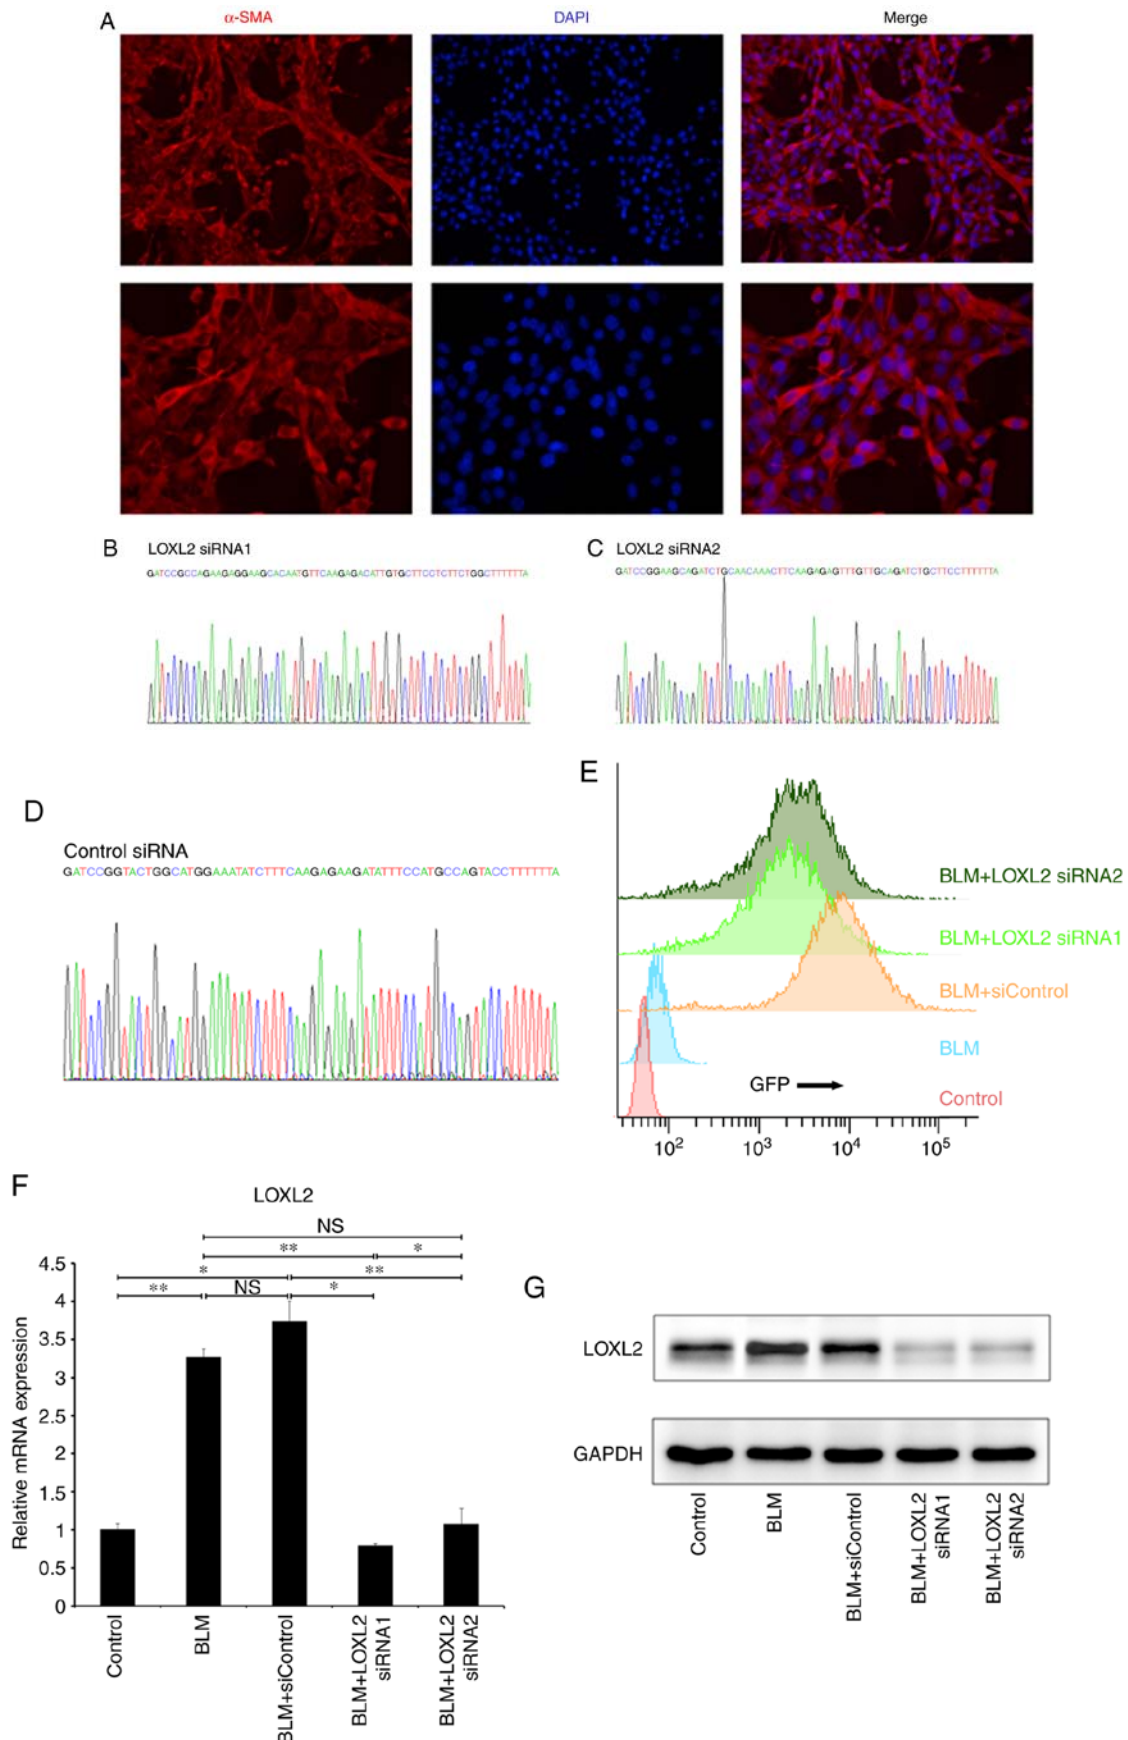 A
α-SMA
DAPI
Merge
B
LOXL2 siRNA1
GATCCGCCAGAAGAGGAAGCACAATGTTCAAGAGACATTGTGCTTCCTCTTCTGGCTTTTTTA
C
LOXL2 siRNA2
GATCCGGAAGCAGATCTGCAACAAACTTCAAGAGAGTTTGTTGCAGATCTGCTTCCTTTTTTA
D
Control siRNA
GATCCGGTACTGGCATGGAAATATCTTTCAAGAGAAGATATTTCCATGCCAGTACCTTTTTTA
E
BLM+LOXL2 siRNA2
BLM+LOXL2 siRNA1
BLM+siControl
BLM
GFP
Control
10² 10³ 10⁴ 10⁵
F
LOXL2
NS
** *
* **
** NS *
Relative mRNA expression
4.5
4
3.5
3
2.5
2
1.5
1
0.5
0
Control
BLM
BLM+siControl
BLM+LOXL2
siRNA1
BLM+LOXL2
siRNA2
G
LOXL2
GAPDH
Control
BLM
BLM+siControl
BLM+LOXL2
siRNA1
BLM+LOXL2
siRNA2